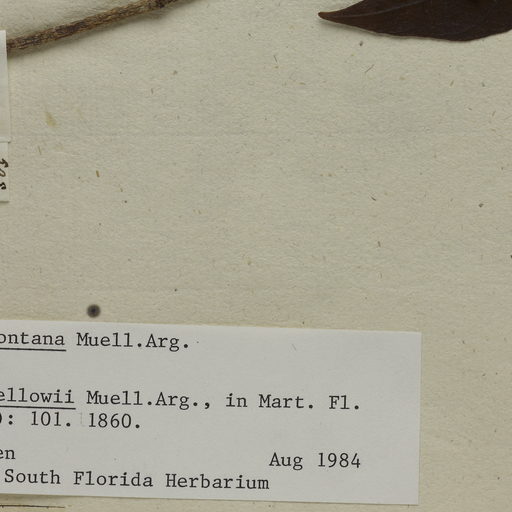 ontana Muell.Arg.
ellowii Muell.Arg., in Mart. Fl.
): 101. 1860.
en
Aug 1984
South Florida Herbarium